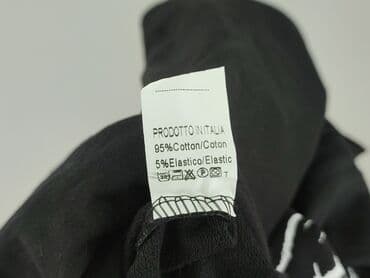 PRODOTTO IN ITALIA
95%Cotton/Coton
5%Elastico/Elastic